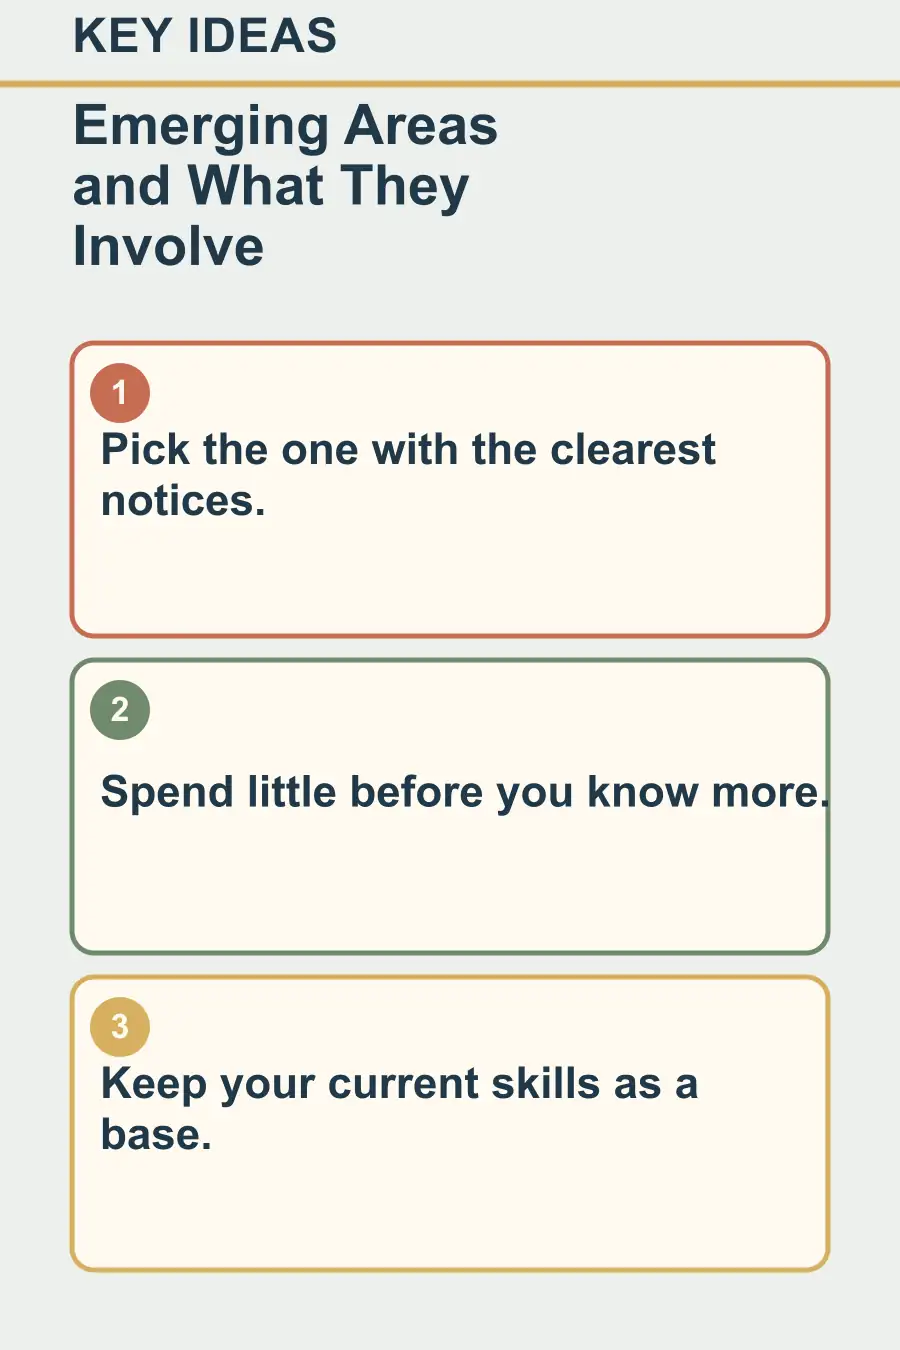 KEY IDEAS
Emerging Areas
and What They
Involve
1
Pick the one with the clearest
notices.
2
Spend little before you know more.
3
Keep your current skills as a
base.